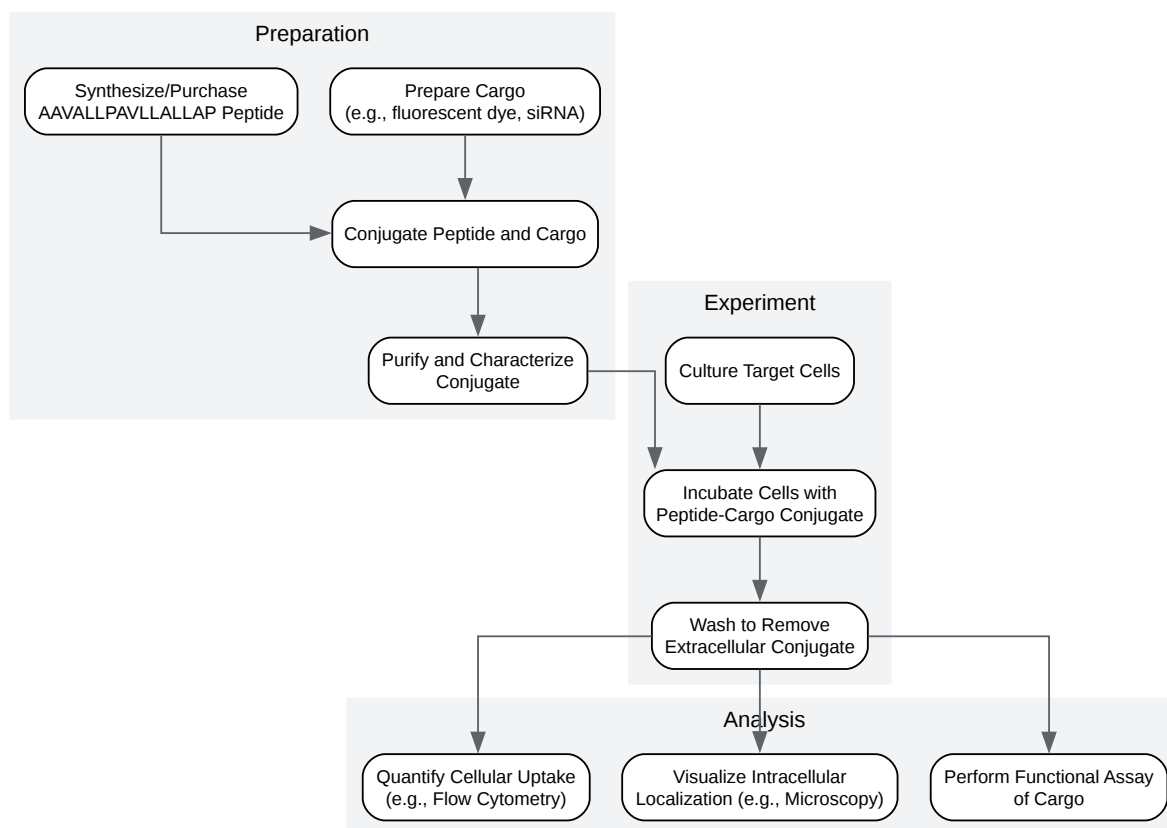 Preparation
Synthesize/Purchase
AAVALLPAVLLALLAP Peptide
Prepare Cargo
(e.g., fluorescent dye, siRNA)
Conjugate Peptide and Cargo
Purify and Characterize
Conjugate
Experiment
Culture Target Cells
Incubate Cells with
Peptide-Cargo Conjugate
Wash to Remove
Extracellular Conjugate
Analysis
Quantify Cellular Uptake
(e.g., Flow Cytometry)
Visualize Intracellular
Localization (e.g., Microscopy)
Perform Functional Assay
of Cargo